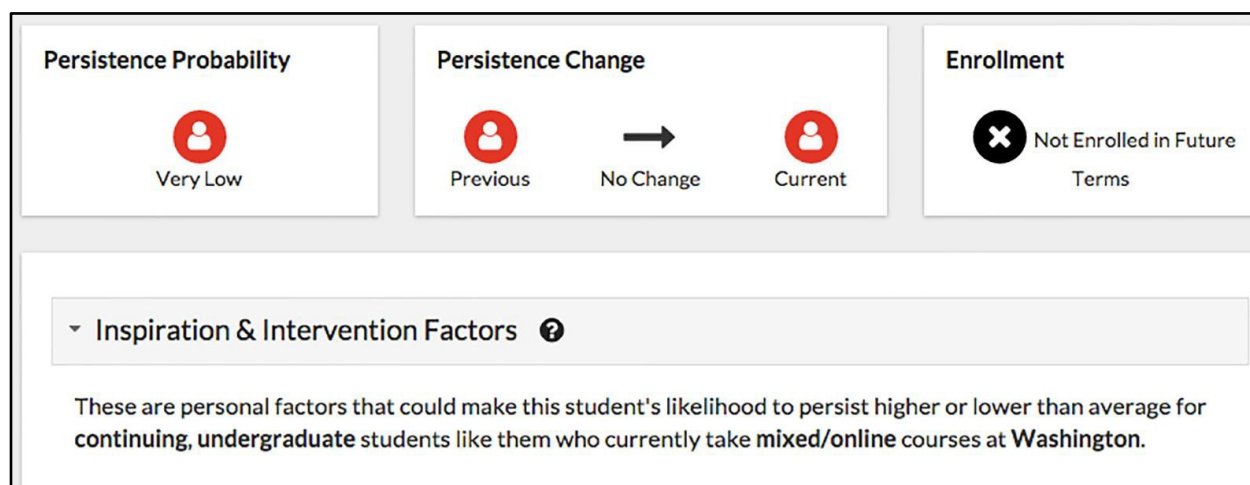 Persistence Probability
Very Low
Persistence Change
Previous
No Change
Current
Enrollment
Not Enrolled in Future
Terms
Inspiration & Intervention Factors
These are personal factors that could make this student's likelihood to persist higher or lower than average for
continuing, undergraduate students like them who currently take mixed/online courses at Washington.